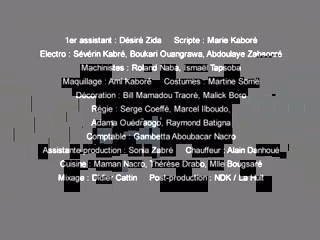 1er assistant : Désiré Zida Scripte : Marie Kaboré
Electro : Sévérin Kabré, Boukari Ouangrawa, Abdoulaye Zabsonré
Machinistes : Roland Naba, Ismaël Tapsoba
Maquillage : Ami Kaboré Costumes : Martine Somé
Décoration : Bill Mamadou Traoré, Malick Boro
Régie : Serge Coeffé, Marcel Ilboudo,
Adama Ouédraogo, Raymond Batigna
Comptable : Gambetta Aboubacar Nacro
Assistante production : Sonia Zabré Chauffeur : Alain Danhoué
Cuisine : Maman Nacro, Thérèse Drabo, Mlle Bougsaré
Mixage : Didier Cattin Post-production : NDK / La Huit